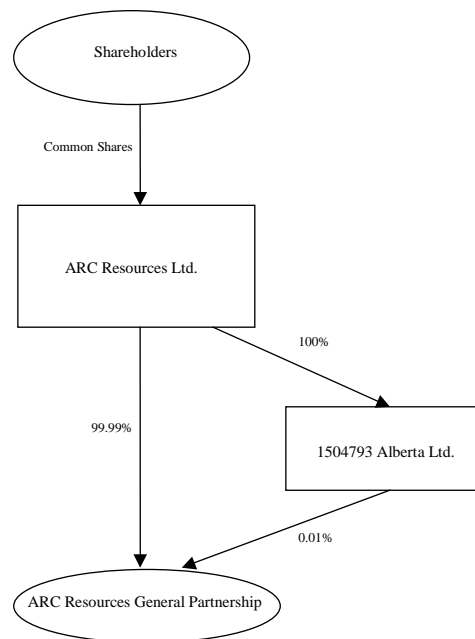 Shareholders
Common Shares
ARC Resources Ltd.
100%
99.99%
1504793 Alberta Ltd.
0.01%
ARC Resources General Partnership